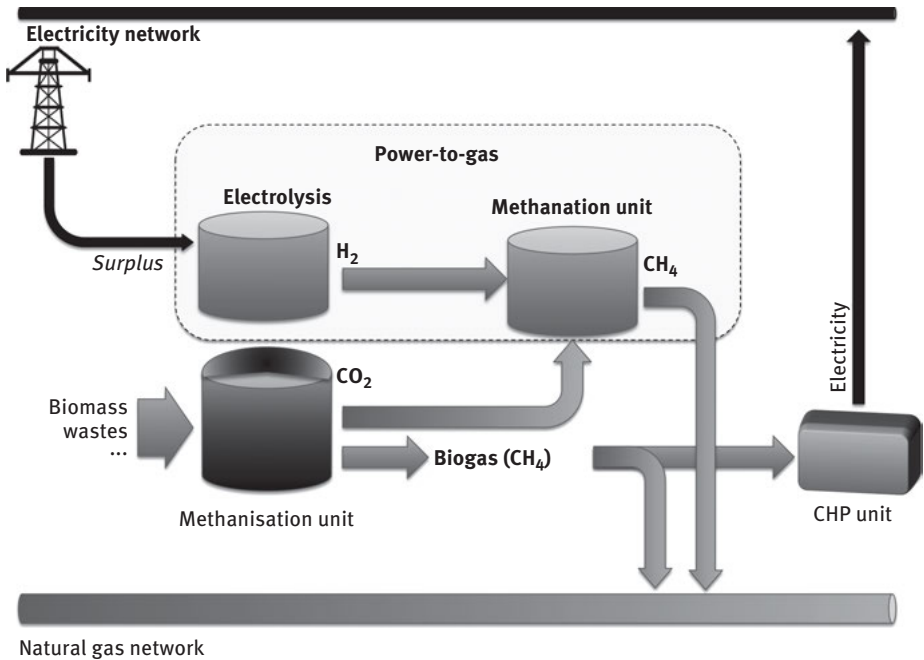 Electricity network
Power-to-gas
Electrolysis
Methanation unit
H₂
CH₄
Surplus
Electricity
CO₂
Biomass
wastes
...
Biogas (CH₄)
Methanisation unit
CHP unit
Natural gas network